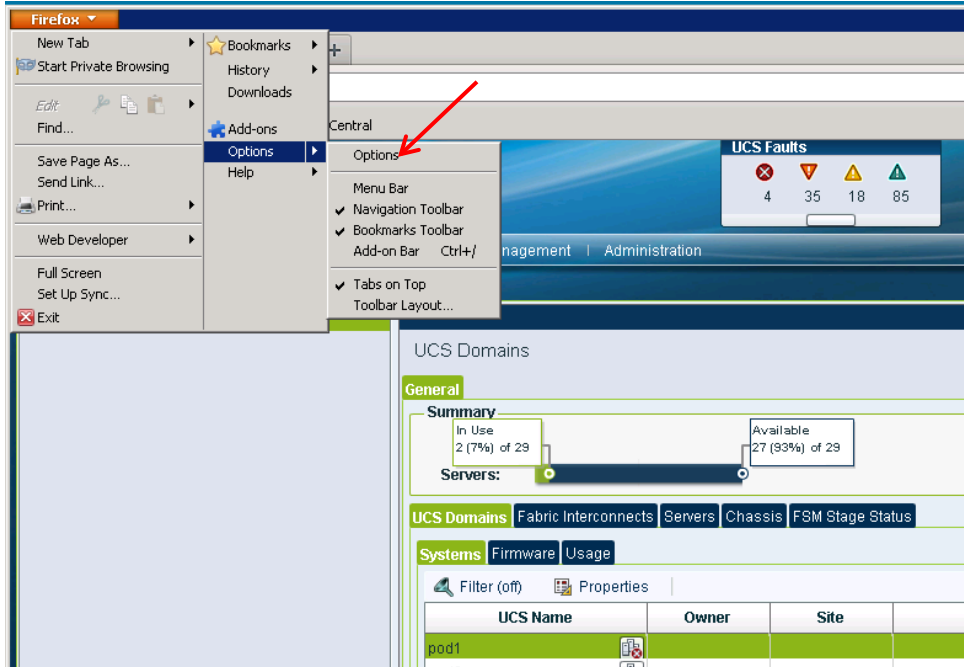 Firefox
New Tab
Start Private Browsing
Edit
Find...
Save Page As...
Send Link...
Print...
Web Developer
Full Screen
Set Up Sync...
Exit
Bookmarks
History
Downloads
Add-ons
Options
Help
Options
Menu Bar
Navigation Toolbar
Bookmarks Toolbar
Add-on Bar Ctrl+/
Tabs on Top
Toolbar Layout...
+
Central
UCS Faults
4 35 18 85
nagement | Administration
UCS Domains
General
Summary
In Use
2 (7%) of 29
Available
27 (93%) of 29
Servers:
UCS Domains Fabric Interconnects Servers Chassis FSM Stage Status
Systems Firmware Usage
Filter (off) Properties
UCS Name Owner Site
pod1